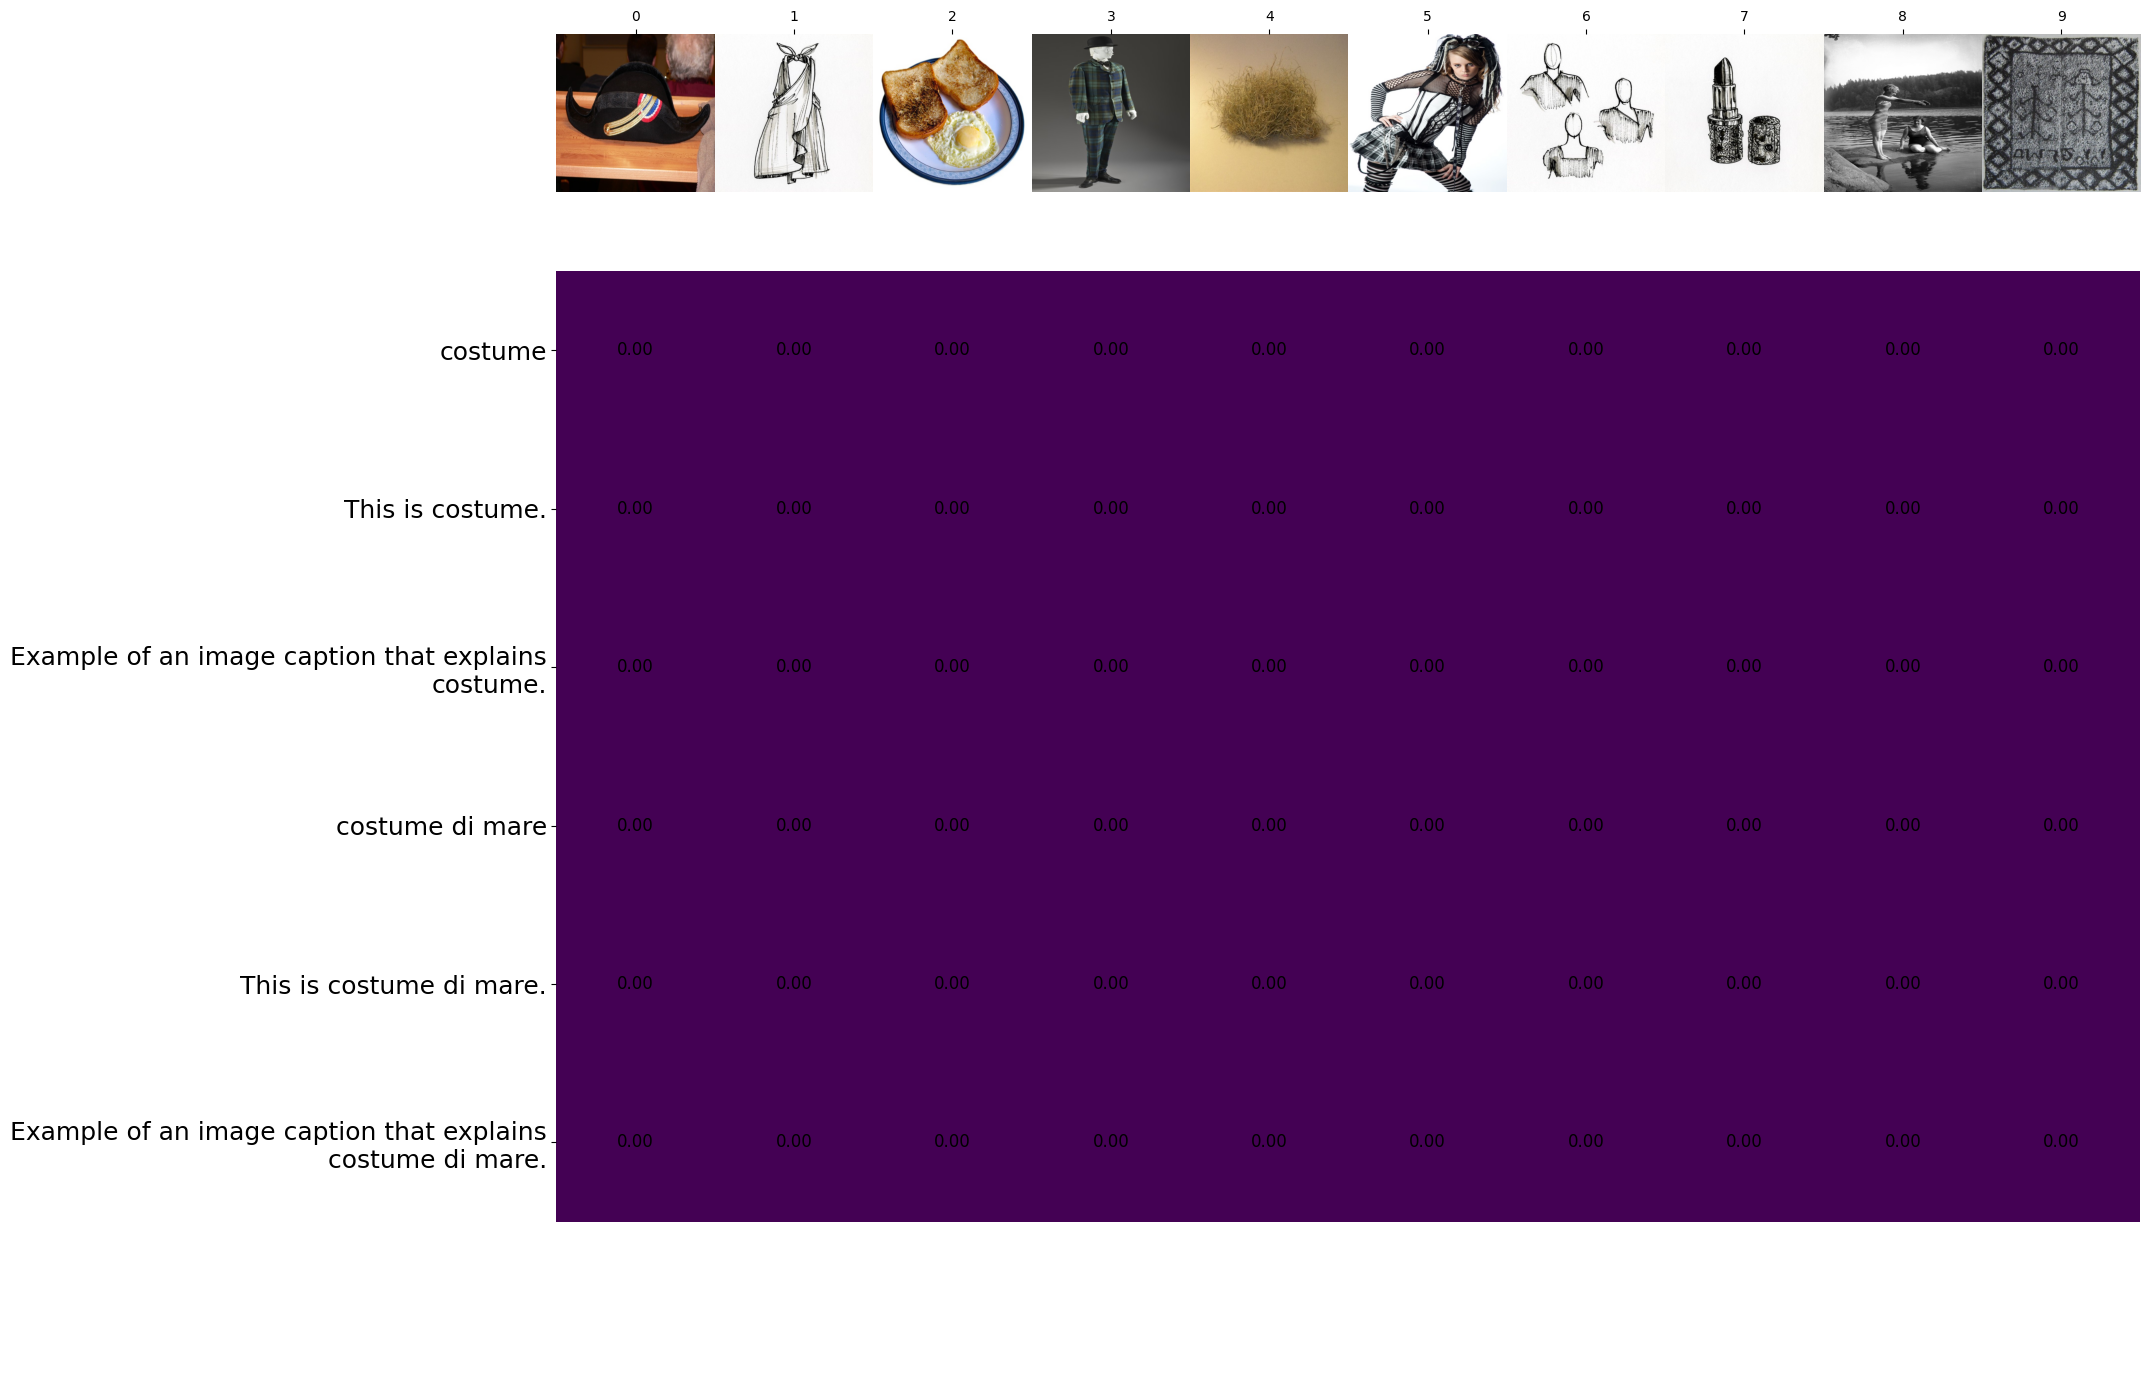 0 1 2 3 4 5 6 7 8 9
costume 0.00 0.00 0.00 0.00 0.00 0.00 0.00 0.00 0.00 0.00
This is costume. 0.00 0.00 0.00 0.00 0.00 0.00 0.00 0.00 0.00 0.00
Example of an image caption that explains
costume. 0.00 0.00 0.00 0.00 0.00 0.00 0.00 0.00 0.00 0.00
costume di mare 0.00 0.00 0.00 0.00 0.00 0.00 0.00 0.00 0.00 0.00
This is costume di mare. 0.00 0.00 0.00 0.00 0.00 0.00 0.00 0.00 0.00 0.00
Example of an image caption that explains
costume di mare. 0.00 0.00 0.00 0.00 0.00 0.00 0.00 0.00 0.00 0.00